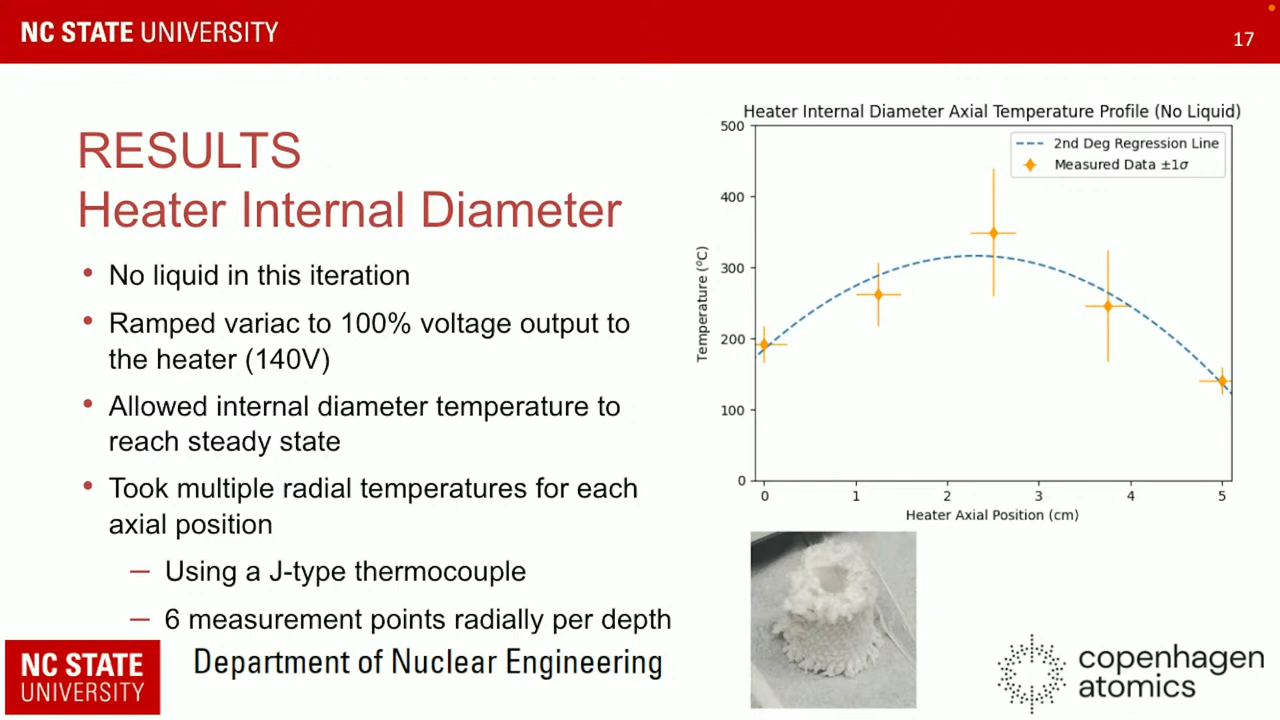 NC STATE UNIVERSITY
17
RESULTS
Heater Internal Diameter
• No liquid in this iteration
• Ramped variac to 100% voltage output to
the heater (140V)
• Allowed internal diameter temperature to
reach steady state
• Took multiple radial temperatures for each
axial position
— Using a J-type thermocouple
— 6 measurement points radially per depth
Heater Internal Diameter Axial Temperature Profile (No Liquid)
2nd Deg Regression Line
Measured Data ±1σ
Temperature (°C)
500
400
300
200
100
0
0 1 2 3 4 5
Heater Axial Position (cm)
NC STATE
UNIVERSITY
Department of Nuclear Engineering
copenhagen
atomics